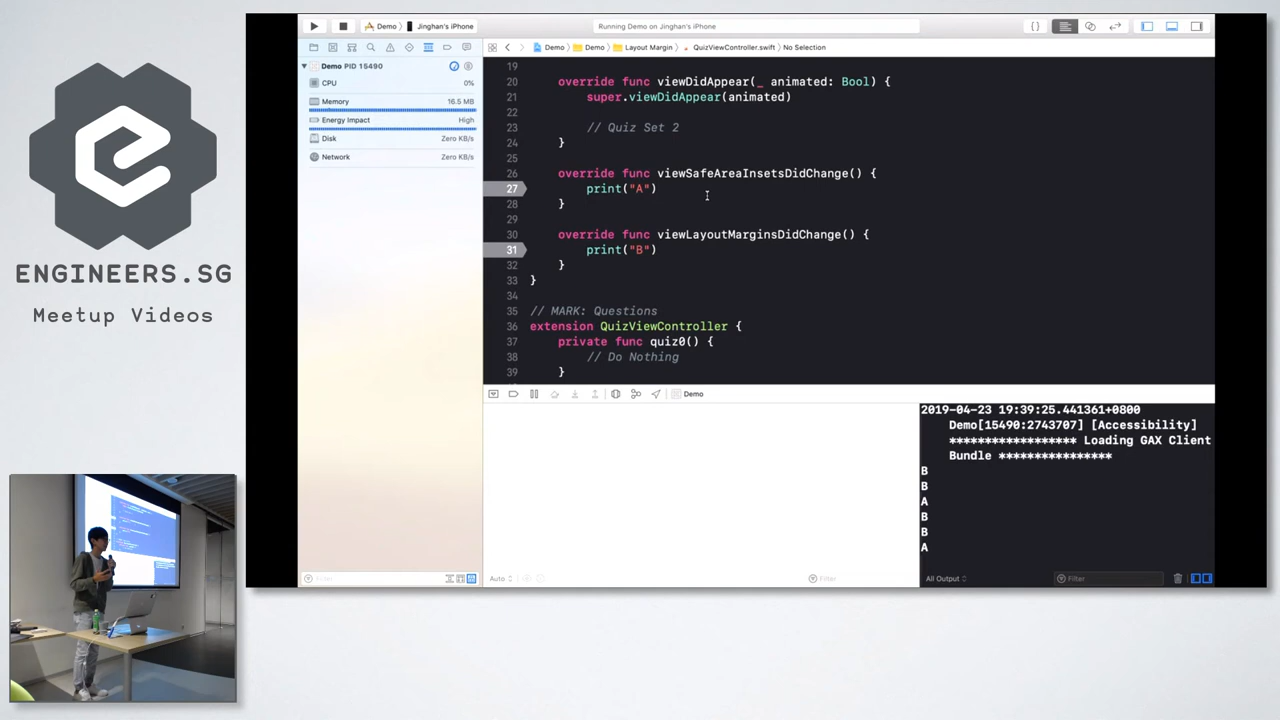 ENGINEERS.SG
Meetup Videos
Demo
Jinghan's iPhone
Running Demo on Jinghan's iPhone
Demo
Demo
Layout Margin
QuizViewController.swift
No Selection
Demo PID 15490
CPU 0%
Memory 16.5 MB
Energy Impact High
Disk Zero KB/s
Network Zero KB/s
19
20 override func viewDidAppear(_ animated: Bool) {
21 super.viewDidAppear(animated)
22
23 // Quiz Set 2
24 }
25
26 override func viewSafeAreaInsetsDidChange() {
27 print("A")
28 }
29
30 override func viewLayoutMarginsDidChange() {
31 print("B")
32 }
33 }
34
35 // MARK: Questions
36 extension QuizViewController {
37 private func quiz0() {
38 // Do Nothing
39 }
Demo
2019-04-23 19:39:25.441361+0800
Demo[15490:2743707] [Accessibility]
****************** Loading GAX Client
Bundle ****************
B
B
A
B
B
A
Filter
Auto
Filter
All Output
Filter